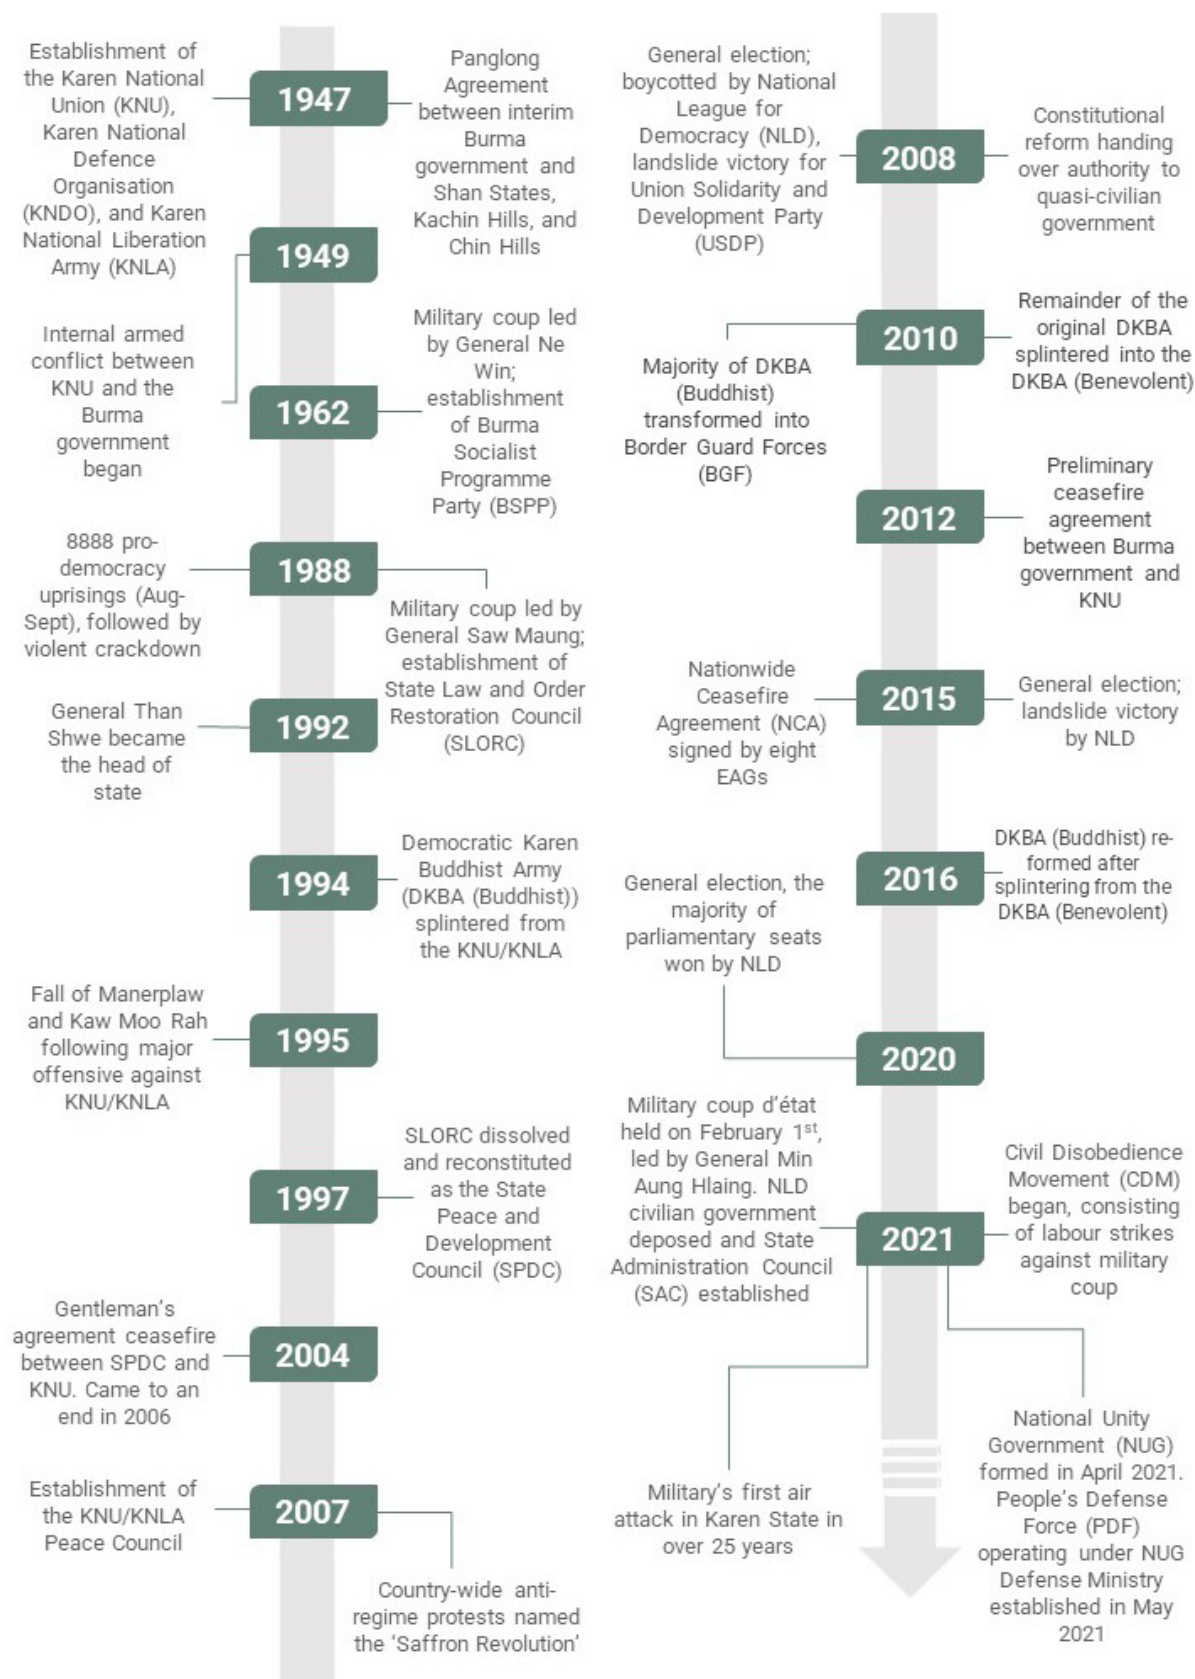 Establishment of
the Karen National
Union (KNU),
Karen National
Defence
Organisation
(KNDO), and Karen
National Liberation
Army (KNLA)
1947
Panglong
Agreement
between interim
Burma
government and
Shan States,
Kachin Hills, and
Chin Hills
1949
Internal armed
conflict between
KNU and the
Burma
government
began
1962
Military coup led
by General Ne
Win;
establishment
of Burma
Socialist
Programme
Party (BSPP)
8888 pro-
democracy
uprisings (Aug-
Sept), followed by
violent crackdown
1988
Military coup led by
General Saw Maung;
establishment of
State Law and Order
Restoration Council
(SLORC)
General Than
Shwe became
the head of
state
1992
1994
Democratic Karen
Buddhist Army
(DKBA (Buddhist))
splintered from
the KNU/KNLA
Fall of Manerplaw
and Kaw Moo Rah
following major
offensive against
KNU/KNLA
1995
1997
SLORC dissolved
and reconstituted
as the State
Peace and
Development
Council (SPDC)
Gentleman's
agreement ceasefire
between SPDC and
KNU. Came to an
end in 2006
2004
Establishment of
the KNU/KNLA
Peace Council
2007
Country-wide anti-
regime protests named
the 'Saffron Revolution'
General election;
boycotted by National
League for
Democracy (NLD),
landslide victory for
Union Solidarity and
Development Party
(USDP)
2008
Constitutional
reform handing
over authority to
quasi-civilian
government
2010
Majority of DKBA
(Buddhist)
transformed into
Border Guard Forces
(BGF)
Remainder of the
original DKBA
splintered into the
DKBA (Benevolent)
2012
Preliminary
ceasefire
agreement
between Burma
government and
KNU
Nationwide
Ceasefire
Agreement (NCA)
signed by eight
EAGs
2015
General election;
landslide victory
by NLD
2016
DKBA (Buddhist) re-
formed after
splintering from the
DKBA (Benevolent)
General election, the
majority of
parliamentary seats
won by NLD
2020
Military coup d'état
held on February 1st,
led by General Min
Aung Hlaing. NLD
civilian government
deposed and State
Administration Council
(SAC) established
2021
Civil Disobedience
Movement (CDM)
began, consisting
of labour strikes
against military
coup
Military's first air
attack in Karen State in
over 25 years
National Unity
Government (NUG)
formed in April 2021.
People's Defense
Force (PDF)
operating under NUG
Defense Ministry
established in May
2021